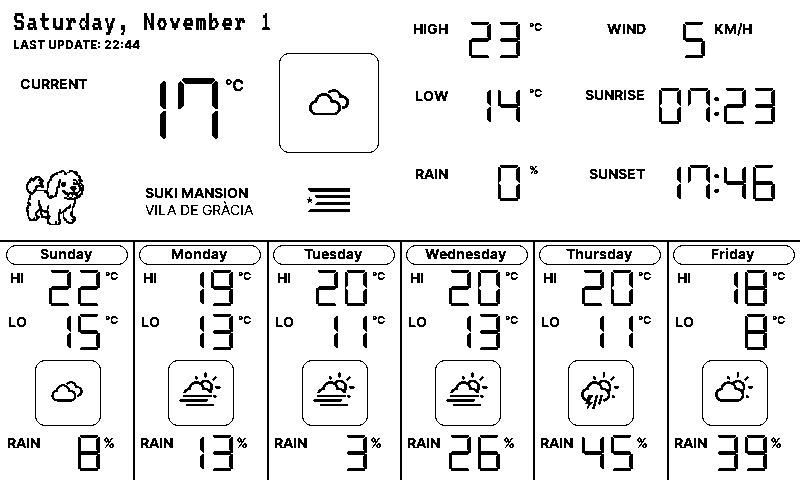 Saturday, November 1
LAST UPDATE: 22:44
CURRENT 17 °C
SUKI MANSION
VILA DE GRÀCIA
HIGH 23 °C
LOW 14 °C
RAIN 0 %
WIND 5 KM/H
SUNRISE 07:23
SUNSET 17:46
Sunday
HI 22 °C
LO 15 °C
RAIN 8 %
Monday
HI 19 °C
LO 13 °C
RAIN 13 %
Tuesday
HI 20 °C
LO 11 °C
RAIN 3 %
Wednesday
HI 20 °C
LO 13 °C
RAIN 26 %
Thursday
HI 20 °C
LO 11 °C
RAIN 45 %
Friday
HI 18 °C
LO 8 °C
RAIN 39 %